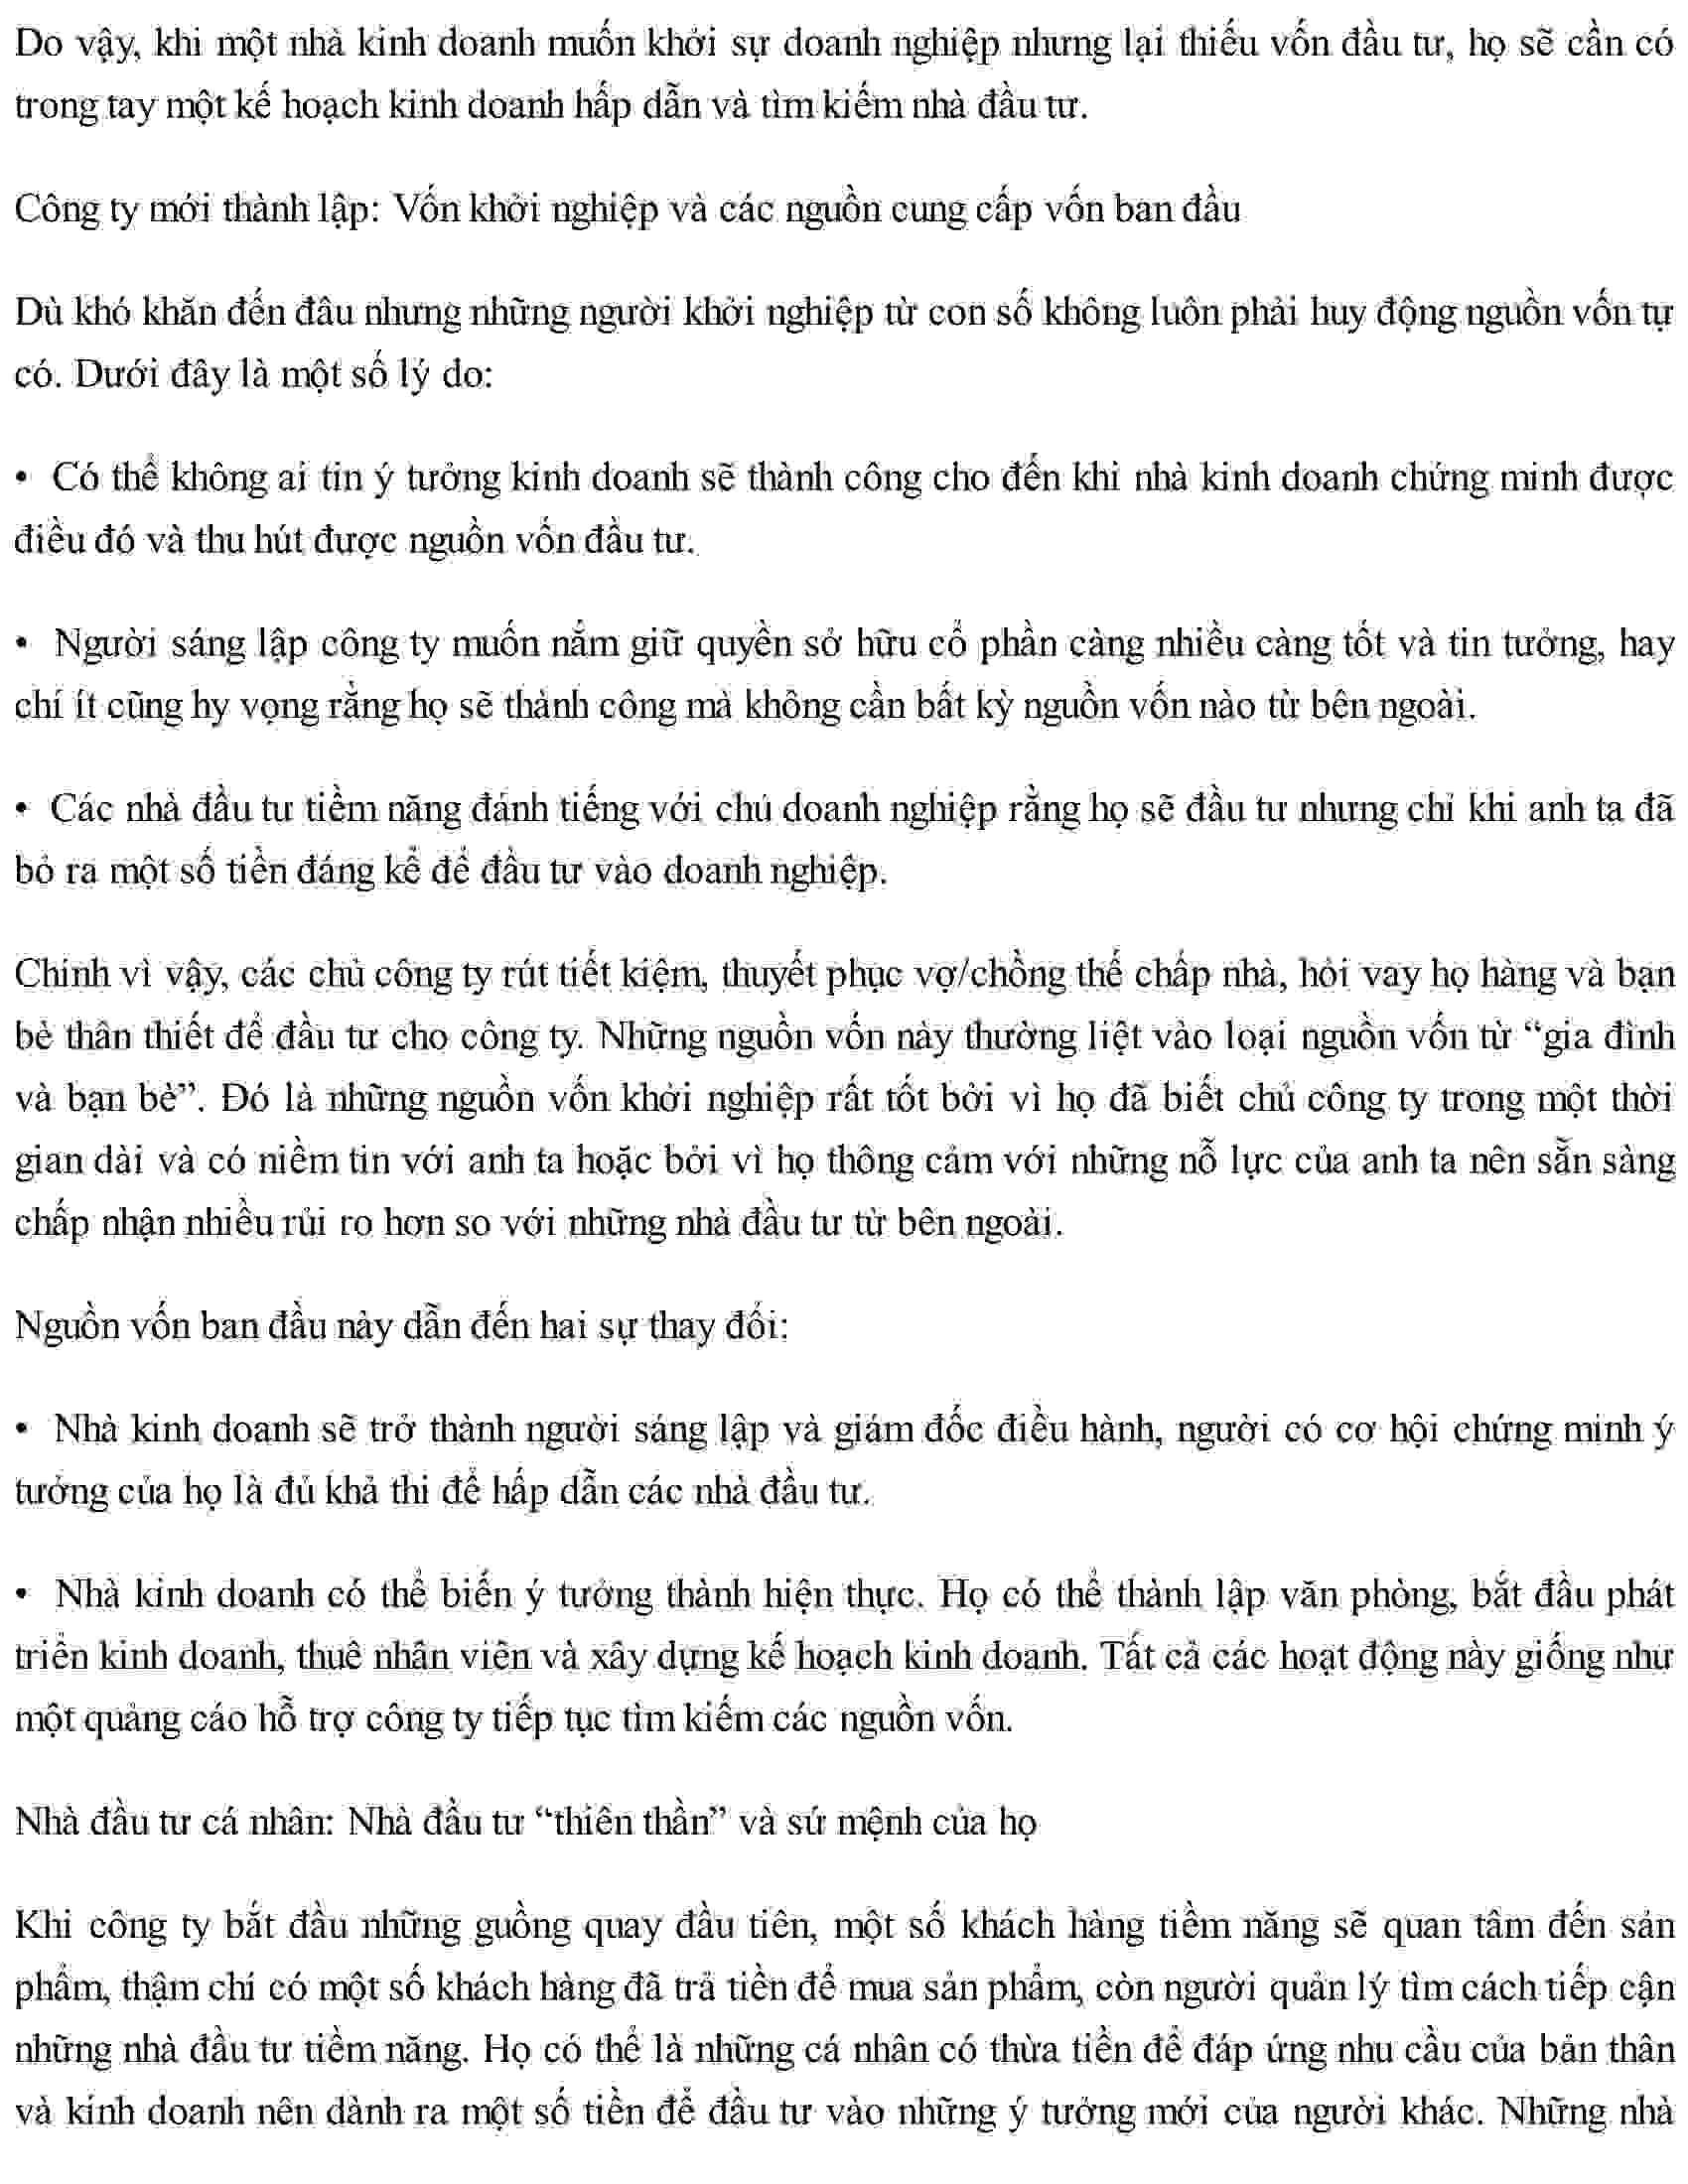 Do vậy, khi một nhà kinh doanh muốn khởi sự doanh nghiệp nhưng lại thiếu vốn đầu tư, họ sẽ cần có
trong tay một kế hoạch kinh doanh hấp dẫn và tìm kiếm nhà đầu tư.
Công ty mới thành lập: Vốn khởi nghiệp và các nguồn cung cấp vốn ban đầu
Dù khó khăn đến đâu nhưng những người khởi nghiệp từ con số không luôn phải huy động nguồn vốn tự
có. Dưới đây là một số lý do:
• Có thể không ai tin ý tưởng kinh doanh sẽ thành công cho đến khi nhà kinh doanh chứng minh được
điều đó và thu hút được nguồn vốn đầu tư.
• Người sáng lập công ty muốn nắm giữ quyền sở hữu cổ phần càng nhiều càng tốt và tin tưởng, hay
chí ít cũng hy vọng rằng họ sẽ thành công mà không cần bất kỳ nguồn vốn nào từ bên ngoài.
• Các nhà đầu tư tiềm năng đánh tiếng với chủ doanh nghiệp rằng họ sẽ đầu tư nhưng chỉ khi anh ta đã
bỏ ra một số tiền đáng kể để đầu tư vào doanh nghiệp.
Chính vì vậy, các chủ công ty rút tiết kiệm, thuyết phục vợ/chồng thế chấp nhà, hỏi vay họ hàng và bạn
bè thân thiết để đầu tư cho công ty. Những nguồn vốn này thường liệt vào loại nguồn vốn từ “gia đình
và bạn bè”. Đó là những nguồn vốn khởi nghiệp rất tốt bởi vì họ đã biết chủ công ty trong một thời
gian dài và có niềm tin với anh ta hoặc bởi vì họ thông cảm với những nỗ lực của anh ta nên sẵn sàng
chấp nhận nhiều rủi ro hơn so với những nhà đầu tư từ bên ngoài.
Nguồn vốn ban đầu này dẫn đến hai sự thay đổi:
• Nhà kinh doanh sẽ trở thành người sáng lập và giám đốc điều hành, người có cơ hội chứng minh ý
tưởng của họ là đủ khả thi để hấp dẫn các nhà đầu tư.
• Nhà kinh doanh có thể biến ý tưởng thành hiện thực. Họ có thể thành lập văn phòng, bắt đầu phát
triển kinh doanh, thuê nhân viên và xây dựng kế hoạch kinh doanh. Tất cả các hoạt động này giống như
một quảng cáo hỗ trợ công ty tiếp tục tìm kiếm các nguồn vốn.
Nhà đầu tư cá nhân: Nhà đầu tư “thiên thần” và sứ mệnh của họ
Khi công ty bắt đầu những guồng quay đầu tiên, một số khách hàng tiềm năng sẽ quan tâm đến sản
phẩm, thậm chí có một số khách hàng đã trả tiền để mua sản phẩm, còn người quản lý tìm cách tiếp cận
những nhà đầu tư tiềm năng. Họ có thể là những cá nhân có thừa tiền để đáp ứng nhu cầu của bản thân
và kinh doanh nên dành ra một số tiền để đầu tư vào những ý tưởng mới của người khác. Những nhà